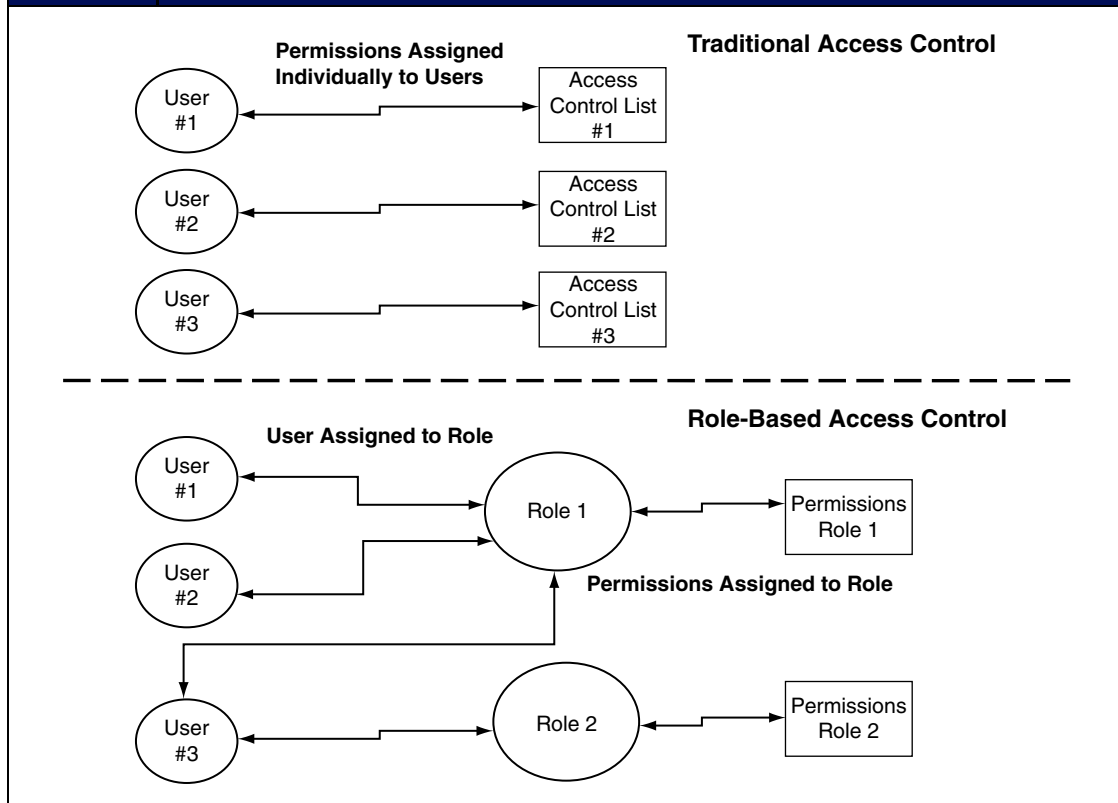 Traditional Access Control
Permissions Assigned
Individually to Users
User
#1
Access
Control List
#1
User
#2
Access
Control List
#2
User
#3
Access
Control List
#3
Role-Based Access Control
User Assigned to Role
User
#1
Role 1
Permissions
Role 1
User
#2
Permissions Assigned to Role
User
#3
Role 2
Permissions
Role 2